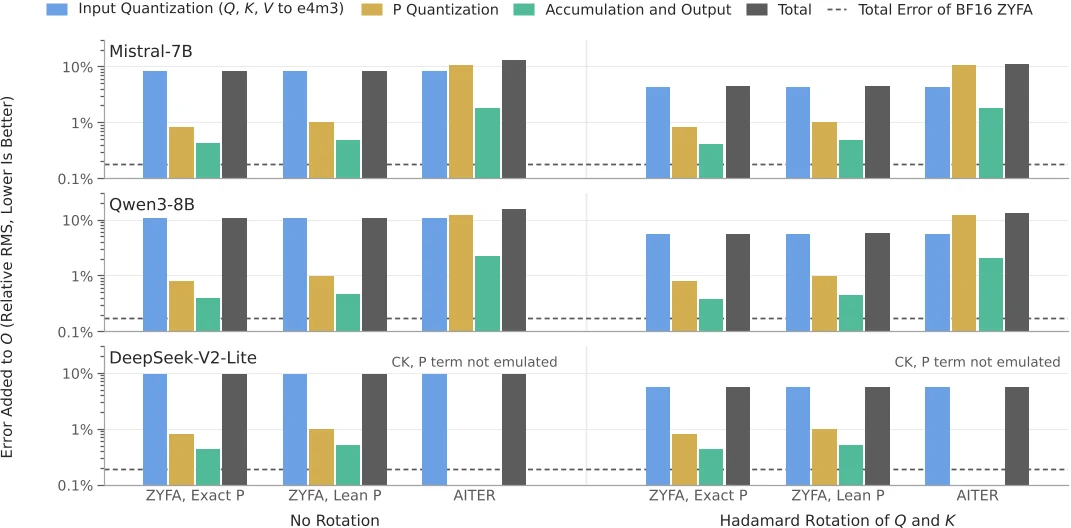 Input Quantization (Q, K, V to e4m3) P Quantization Accumulation and Output Total Total Error of BF16 ZYFA
Error Added to O (Relative RMS, Lower Is Better)
Mistral-7B
10%
1%
0.1%
Qwen3-8B
10%
1%
0.1%
DeepSeek-V2-Lite
CK, P term not emulated CK, P term not emulated
10%
1%
0.1%
ZYFA, Exact P ZYFA, Lean P AITER ZYFA, Exact P ZYFA, Lean P AITER
No Rotation Hadamard Rotation of Q and K